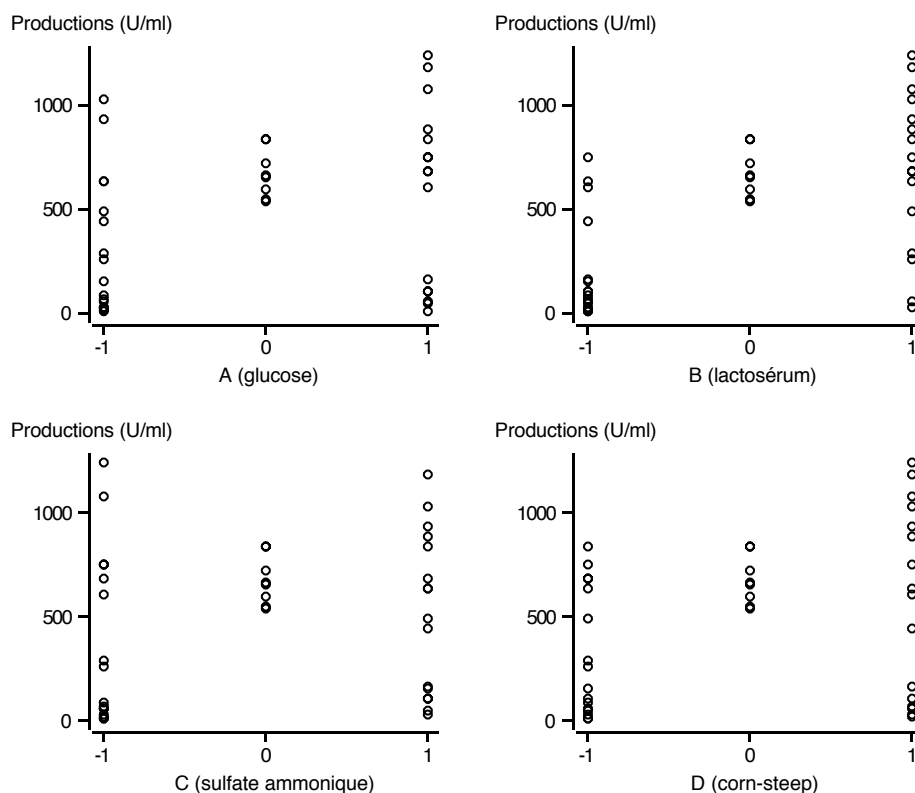 Productions (U/ml)
Productions (U/ml)
1000
1000
500
500
0
0
-1 0 1
-1 0 1
A (glucose)
B (lactosérum)
Productions (U/ml)
Productions (U/ml)
1000
1000
500
500
0
0
-1 0 1
-1 0 1
C (sulfate ammonique)
D (corn-steep)